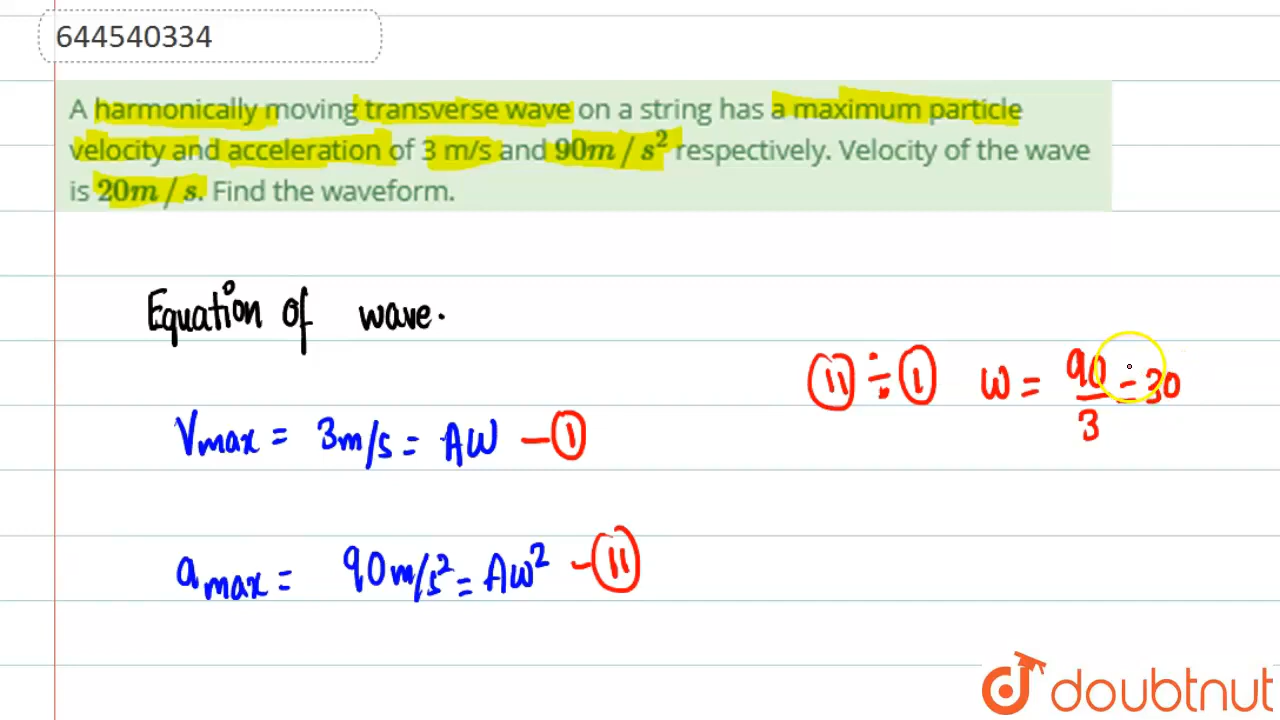 644540334
A harmonically moving transverse wave on a string has a maximum particle
velocity and acceleration of 3 m/s and 90m/s² respectively. Velocity of the wave
is 20m/s. Find the waveform.
Equation of wave.
Vmax = 3m/s = AW - ①
amax = 90m/s² = AW² - ⑪
⑪ ÷ ① W = 90/3 = 30
doubtnut